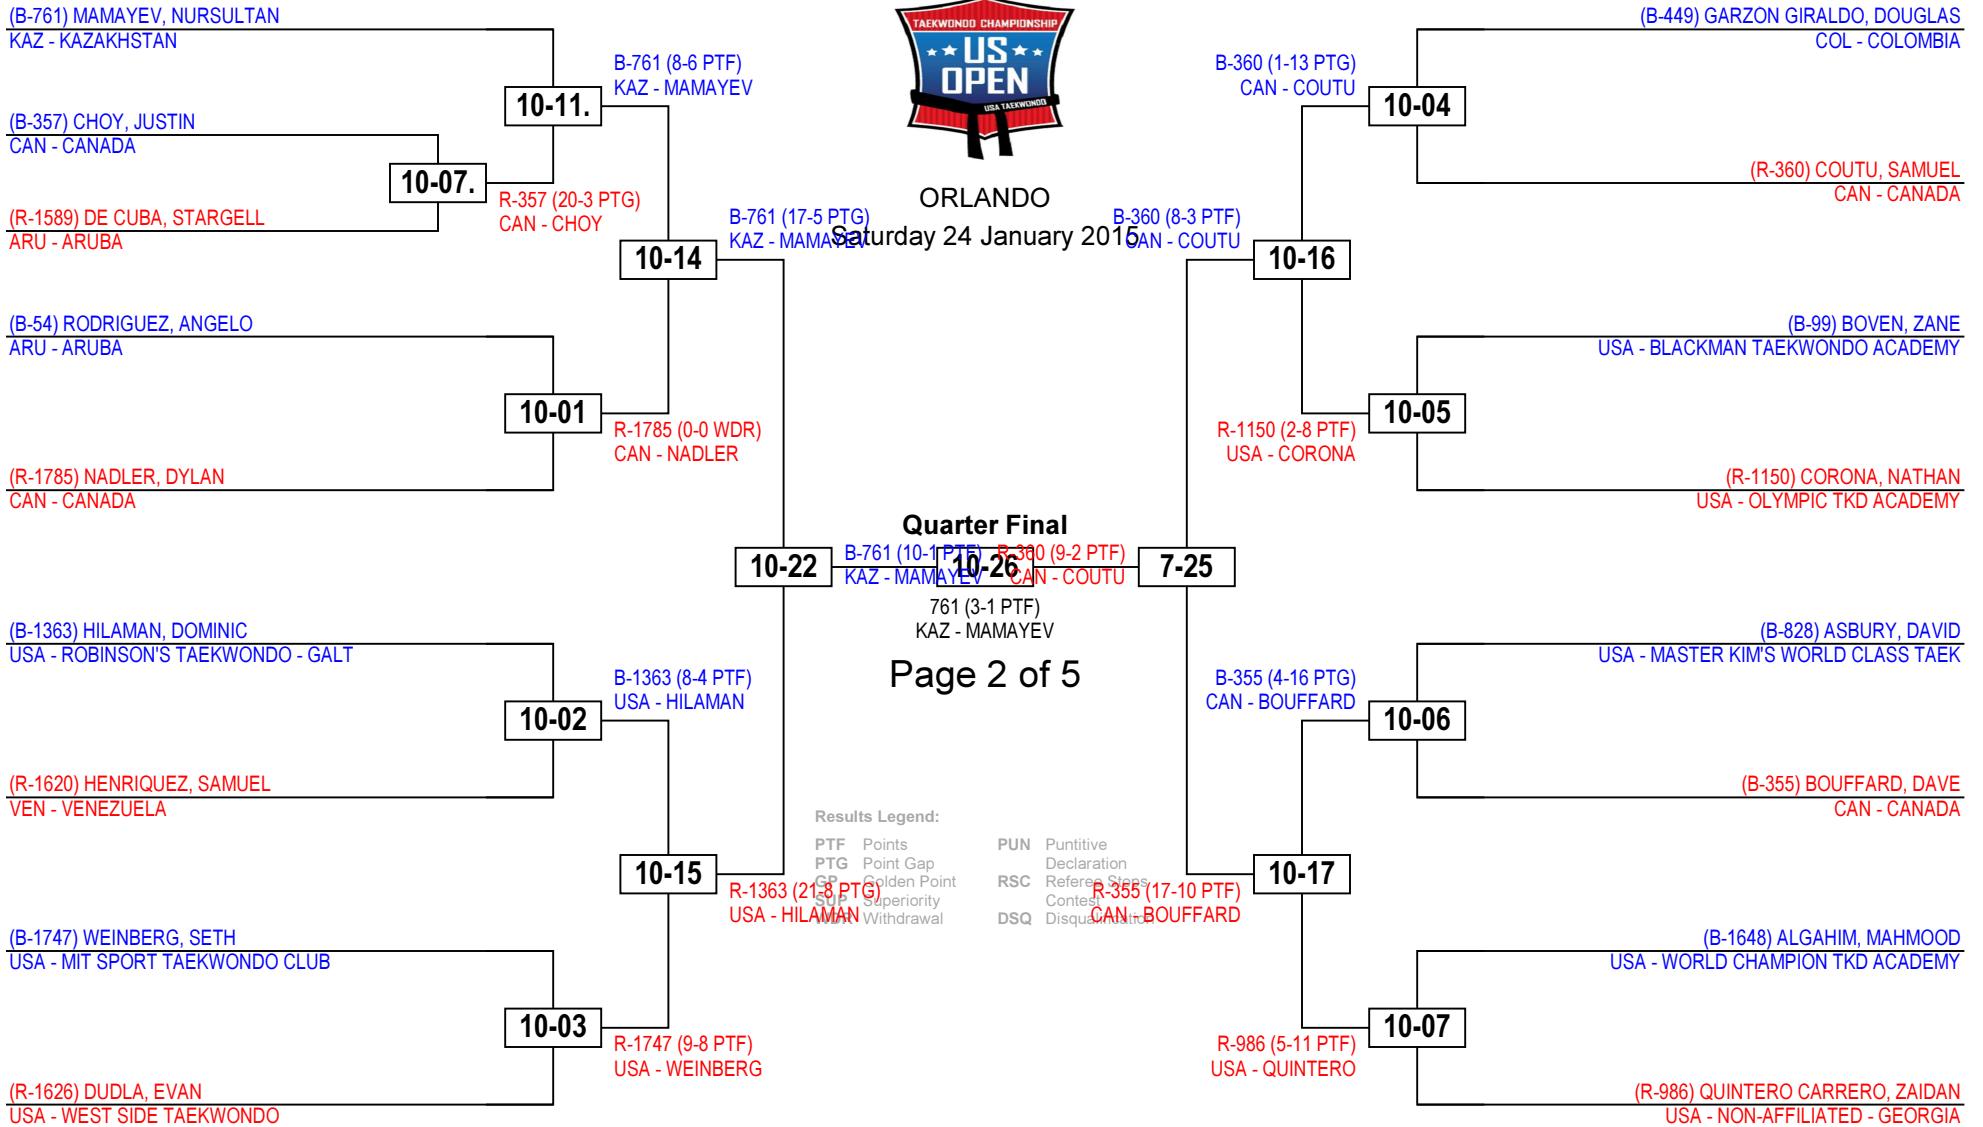 (B-761) MAMAYEV, NURSULTAN
KAZ - KAZAKHSTAN
(B-357) CHOY, JUSTIN
CAN - CANADA
(R-1589) DE CUBA, STARGELL
ARU - ARUBA
(B-54) RODRIGUEZ, ANGELO
ARU - ARUBA
(R-1785) NADLER, DYLAN
CAN - CANADA
(B-1363) HILAMAN, DOMINIC
USA - ROBINSON'S TAEKWONDO - GALT
(R-1620) HENRIQUEZ, SAMUEL
VEN - VENEZUELA
(B-1747) WEINBERG, SETH
USA - MIT SPORT TAEKWONDO CLUB
(R-1626) DUDLA, EVAN
USA - WEST SIDE TAEKWONDO
10-07.
R-357 (20-3 PTG)
CAN - CHOY
10-11.
B-761 (8-6 PTF)
KAZ - MAMAYEV
10-01
R-1785 (0-0 WDR)
CAN - NADLER
10-02
B-1363 (8-4 PTF)
USA - HILAMAN
10-03
R-1747 (9-8 PTF)
USA - WEINBERG
10-14
B-761 (17-5 PTG)
KAZ - MAMAYEV
10-15
R-1363 (21-8 PTG)
USA - HILAMAN
10-22
B-761 (10-1 PTF)
KAZ - MAMAYEV
TAEKWONDO CHAMPIONSHIP
US
OPEN
USA TAEKWONDO
ORLANDO
Saturday 24 January 2015
Quarter Final
10-26
761 (3-1 PTF)
KAZ - MAMAYEV
Page 2 of 5
Results Legend:
PTF Points
PTG Point Gap
GP Golden Point
SUP Superiority
WDR Withdrawal
PUN Puntitive
Declaration
RSC Referee Stops
Contest
DSQ Disqualification
R-360 (9-2 PTF)
CAN - COUTU
7-25
B-360 (8-3 PTF)
CAN - COUTU
10-16
R-355 (17-10 PTF)
CAN - BOUFFARD
10-17
B-360 (1-13 PTG)
CAN - COUTU
10-04
R-1150 (2-8 PTF)
USA - CORONA
10-05
B-355 (4-16 PTG)
CAN - BOUFFARD
10-06
R-986 (5-11 PTF)
USA - QUINTERO
10-07
(B-449) GARZON GIRALDO, DOUGLAS
COL - COLOMBIA
(R-360) COUTU, SAMUEL
CAN - CANADA
(B-99) BOVEN, ZANE
USA - BLACKMAN TAEKWONDO ACADEMY
(R-1150) CORONA, NATHAN
USA - OLYMPIC TKD ACADEMY
(B-828) ASBURY, DAVID
USA - MASTER KIM'S WORLD CLASS TAEK
(B-355) BOUFFARD, DAVE
CAN - CANADA
(B-1648) ALGAHIM, MAHMOOD
USA - WORLD CHAMPION TKD ACADEMY
(R-986) QUINTERO CARRERO, ZAIDAN
USA - NON-AFFILIATED - GEORGIA